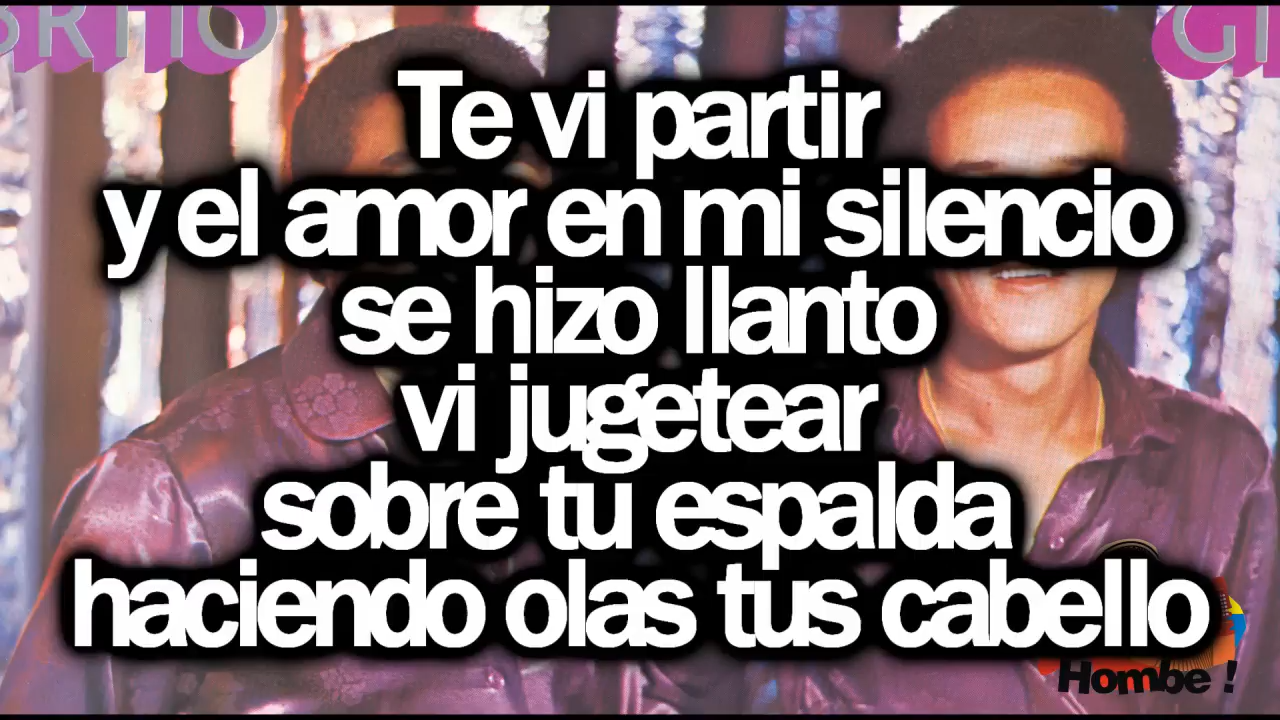 GI
Te vi partir
y el amor en mi silencio
se hizo llanto
vi jugetear
sobre tu espalda
haciendo olas tus cabello
Hombe !